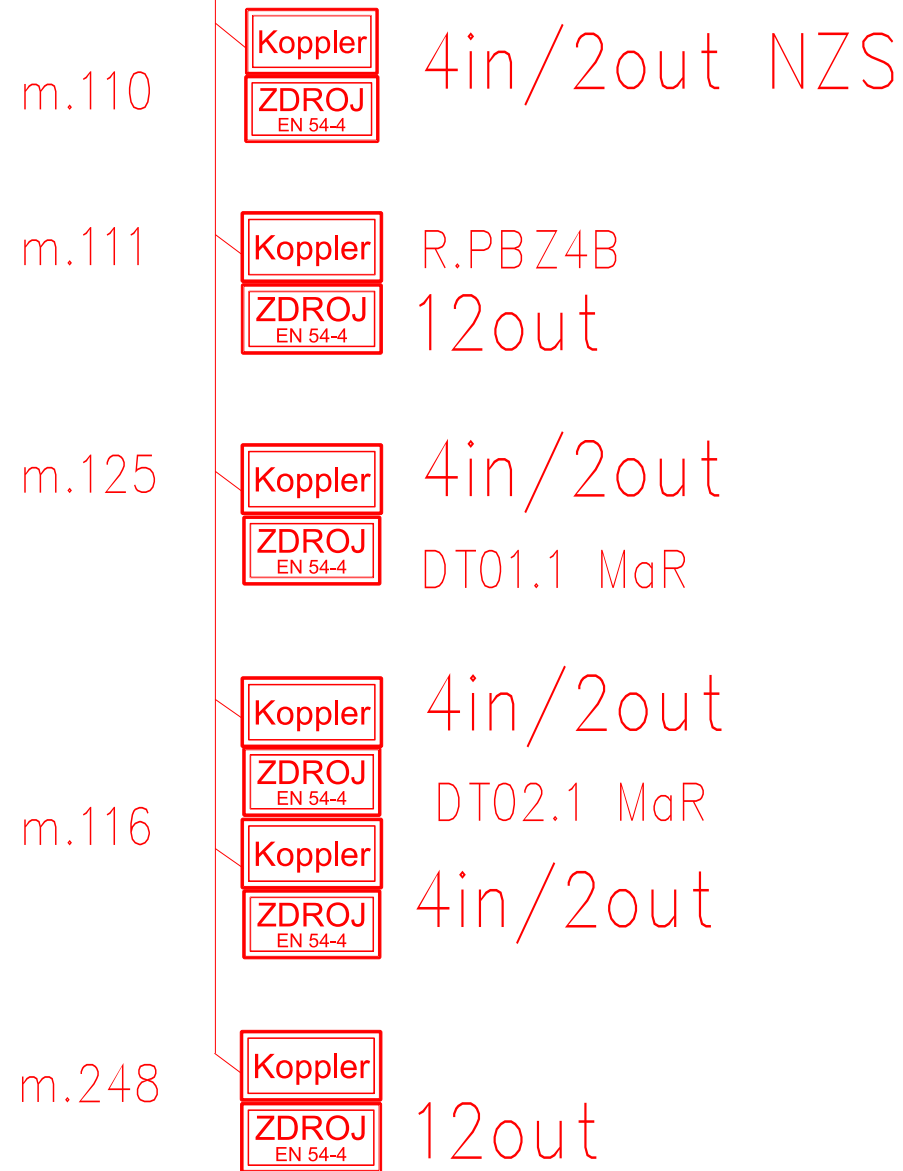 m.110
Koppler
4in/2out NZS
ZDROJ
EN 54-4
m.111
Koppler
R.PBZ4B
ZDROJ
EN 54-4
12out
m.125
Koppler
4in/2out
ZDROJ
EN 54-4
DT01.1 MaR
m.116
Koppler
4in/2out
ZDROJ
EN 54-4
DT02.1 MaR
Koppler
4in/2out
ZDROJ
EN 54-4
m.248
Koppler
ZDROJ
EN 54-4
12out